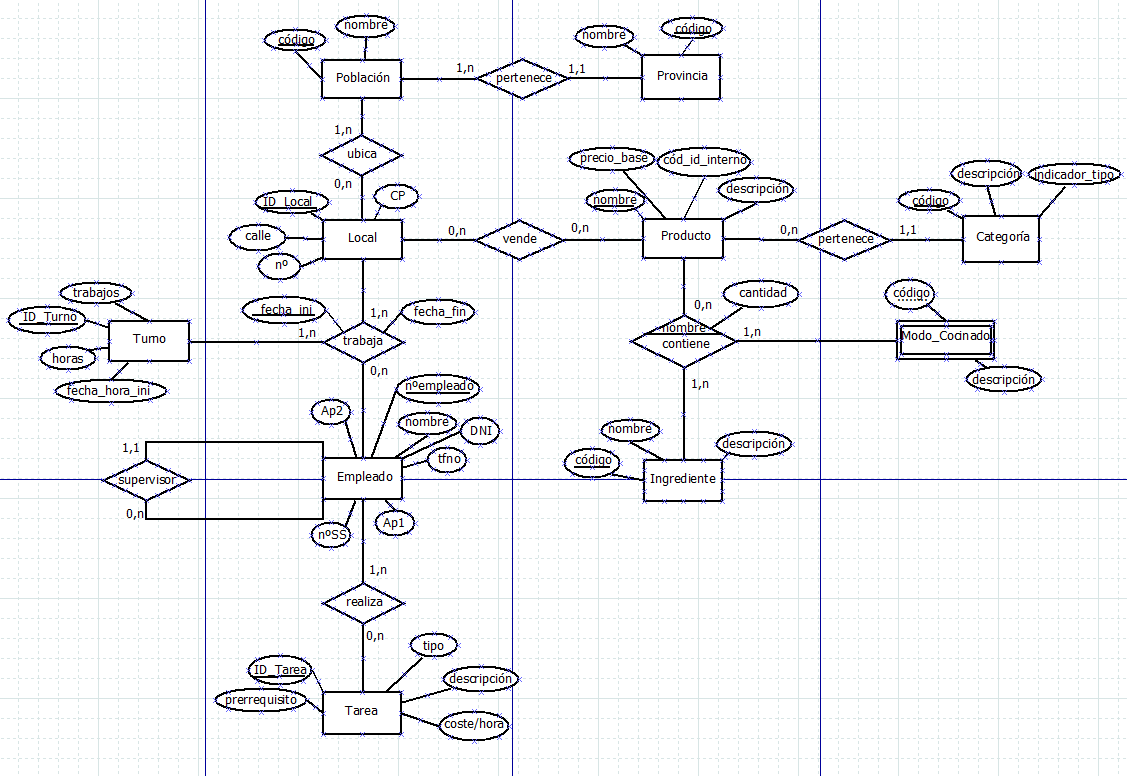 código
nombre
nombre
código
Población
1,n
pertenece
1,1
Provincia
1,n
ubica
0,n
precio_base
cód_id_interno
descripción
nombre
descripción
indicador_tipo
código
ID_Local
CP
calle
Local
nº
0,n
vende
0,n
Producto
0,n
pertenece
1,1
Categoría
trabajos
ID_Turno
Turno
horas
fecha_hora_ini
fecha_ini
fecha_fin
1,n
1,n
trabaja
0,n
0,n
cantidad
nombre
contiene
1,n
1,n
código
Modo_Cocinado
descripción
nºempleado
Ap2
nombre
DNI
tfno
Empleado
nºSS
Ap1
1,1
supervisor
0,n
nombre
descripción
código
Ingrediente
1,n
realiza
0,n
tipo
ID_Tarea
descripción
prerrequisito
Tarea
coste/hora